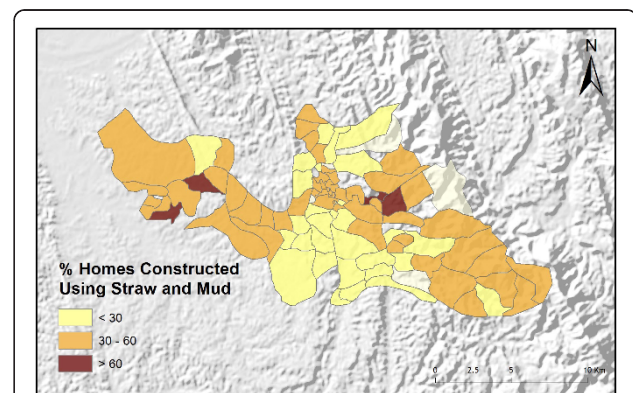 N
% Homes Constructed
Using Straw and Mud
< 30
30 - 60
> 60
0 2.5 5 10 Km